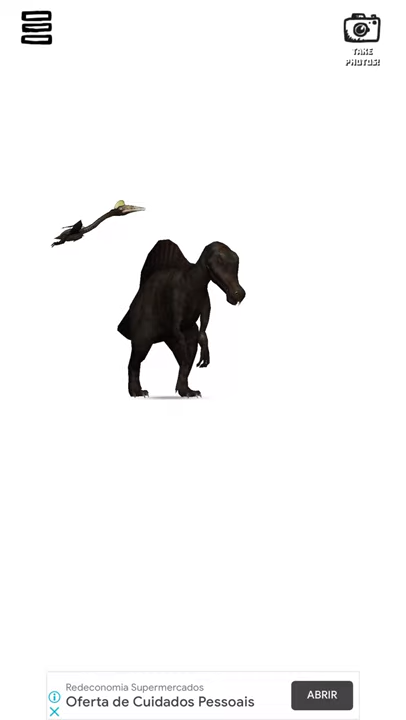 TAKE
PHOTOS!
Redeconomia Supermercados
Oferta de Cuidados Pessoais
ABRIR